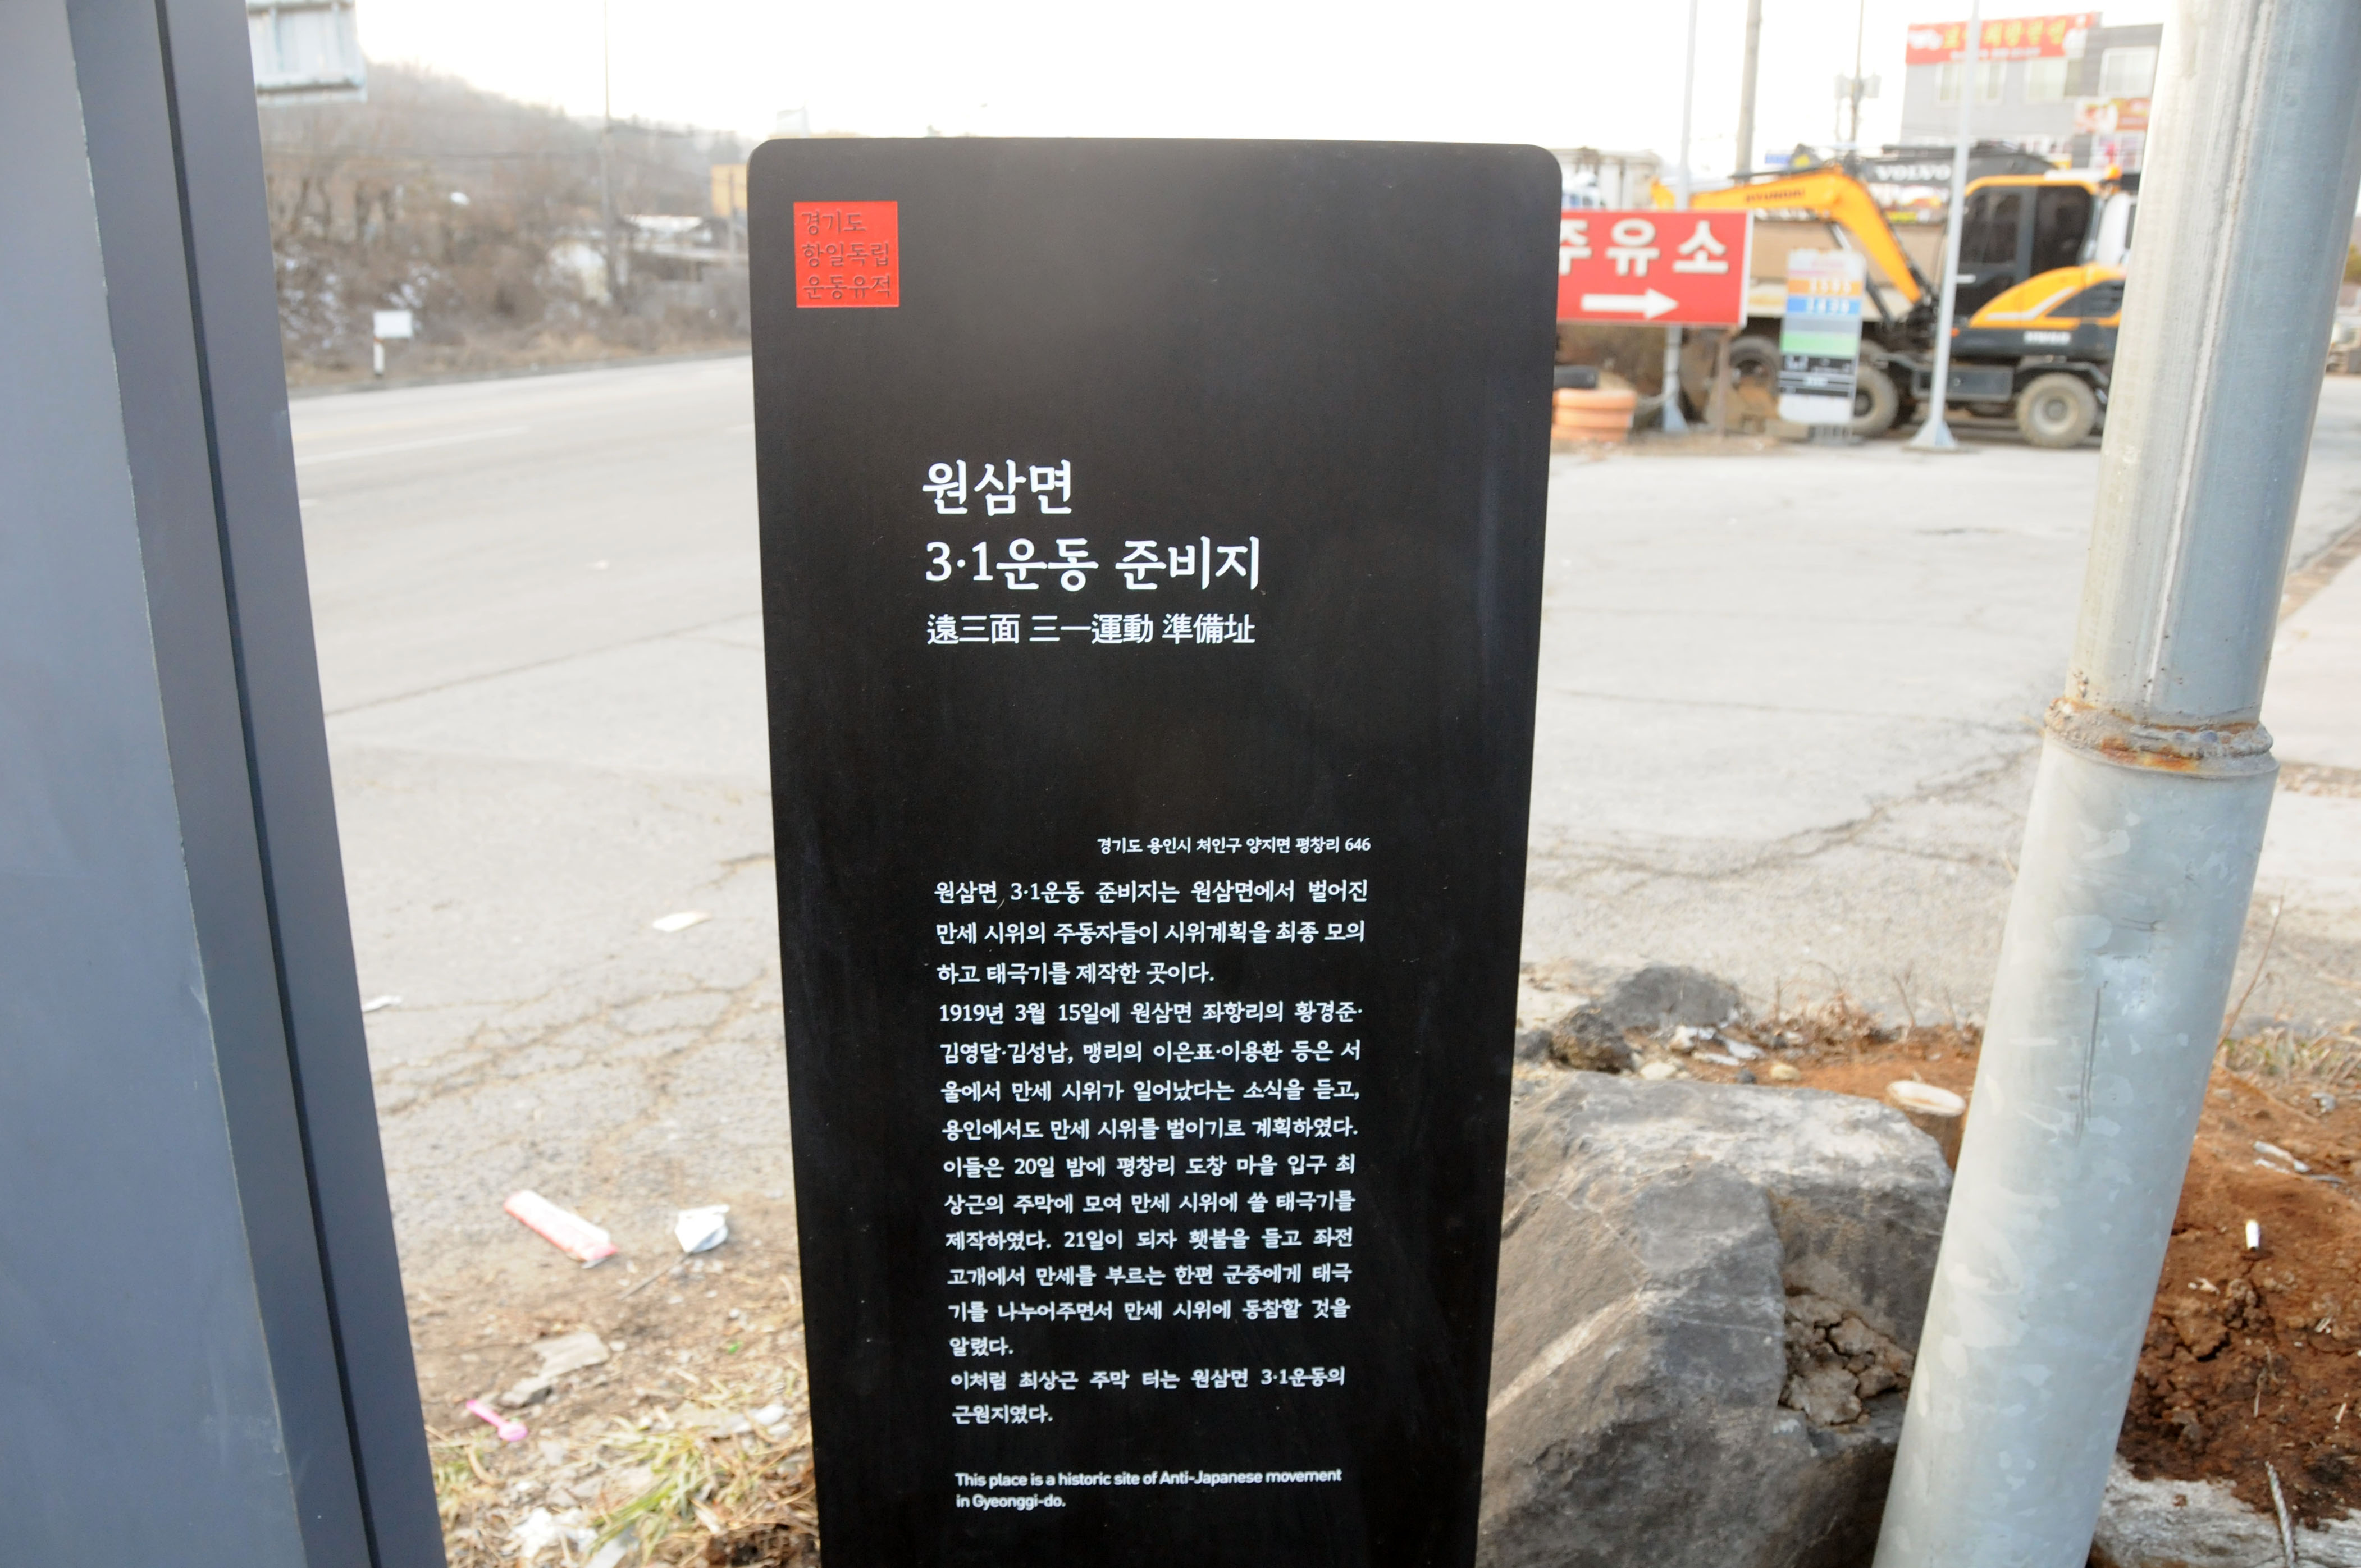 경기도
항일독립
운동유적
원삼면
3·1운동 준비지
遠三面 三一運動 準備址
경기도 용인시 처인구 양지면 평창리 646
원삼면 3·1운동 준비지는 원삼면에서 벌어진
만세 시위의 주동자들이 시위계획을 최종 모의
하고 태극기를 제작한 곳이다.
1919년 3월 15일에 원삼면 좌항리의 황경준·
김영달·김성남, 맹리의 이은표·이용환 등은 서
울에서 만세 시위가 일어났다는 소식을 듣고,
용인에서도 만세 시위를 벌이기로 계획하였다.
이들은 20일 밤에 평창리 도창 마을 입구 최
상근의 주막에 모여 만세 시위에 쓸 태극기를
제작하였다. 21일이 되자 횃불을 들고 좌전
고개에서 만세를 부르는 한편 군중에게 태극
기를 나누어주면서 만세 시위에 동참할 것을
알렸다.
이처럼 최상근 주막 터는 원삼면 3·1운동의
근원지였다.
This place is a historic site of Anti-Japanese movement
in Gyeonggi-do.
주유소
HYUNDAI
VOLVO